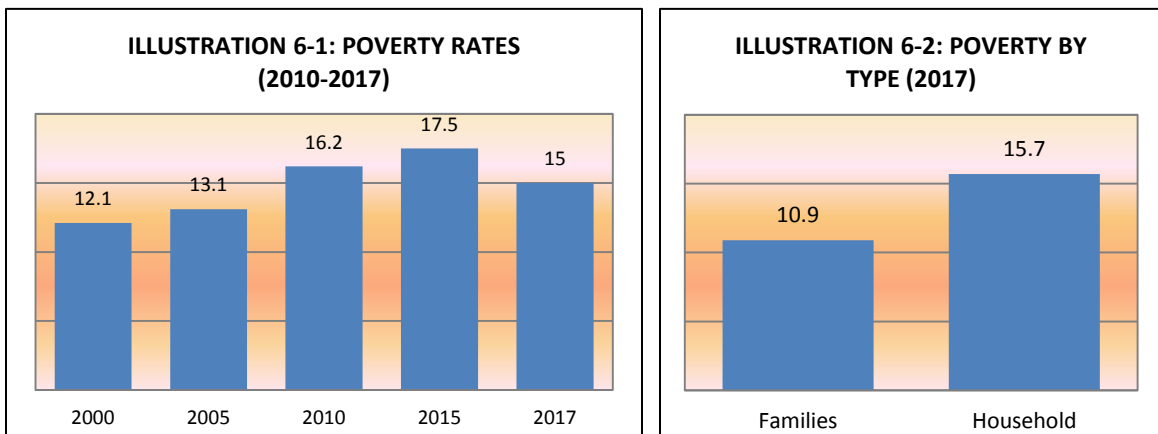 ILLUSTRATION 6-1: POVERTY RATES
(2010-2017)
12.1
13.1
16.2
17.5
15
2000 2005 2010 2015 2017
ILLUSTRATION 6-2: POVERTY BY
TYPE (2017)
10.9
15.7
Families Household